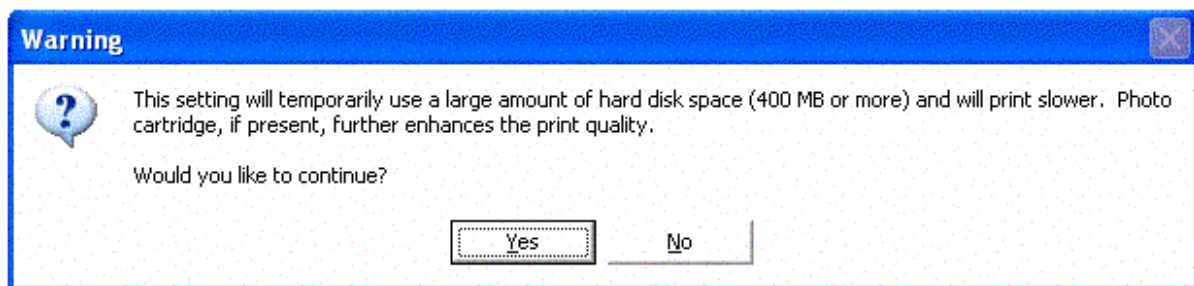 Warning
?
This setting will temporarily use a large amount of hard disk space (400 MB or more) and will print slower.  Photo
cartridge, if present, further enhances the print quality.
Would you like to continue?
Yes No